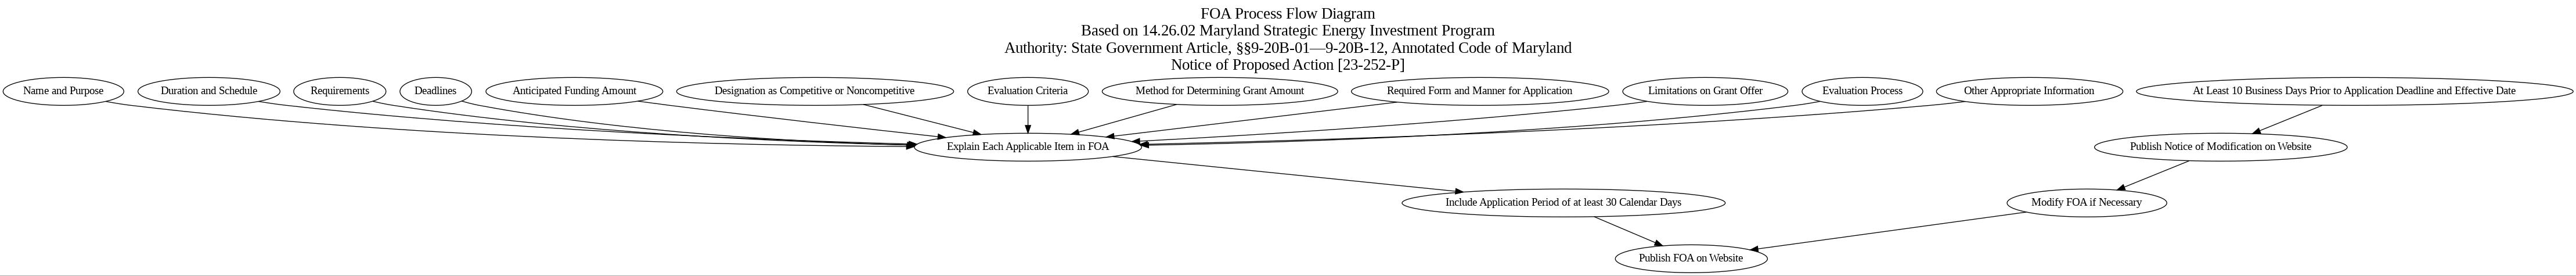 FOA Process Flow Diagram
Based on 14.26.02 Maryland Strategic Energy Investment Program
Authority: State Government Article, §§9-20B-01—9-20B-12, Annotated Code of Maryland
Notice of Proposed Action [23-252-P]
Name and Purpose
Duration and Schedule
Requirements
Deadlines
Anticipated Funding Amount
Designation as Competitive or Noncompetitive
Evaluation Criteria
Method for Determining Grant Amount
Required Form and Manner for Application
Limitations on Grant Offer
Evaluation Process
Other Appropriate Information
At Least 10 Business Days Prior to Application Deadline and Effective Date
Explain Each Applicable Item in FOA
Publish Notice of Modification on Website
Include Application Period of at least 30 Calendar Days
Modify FOA if Necessary
Publish FOA on Website